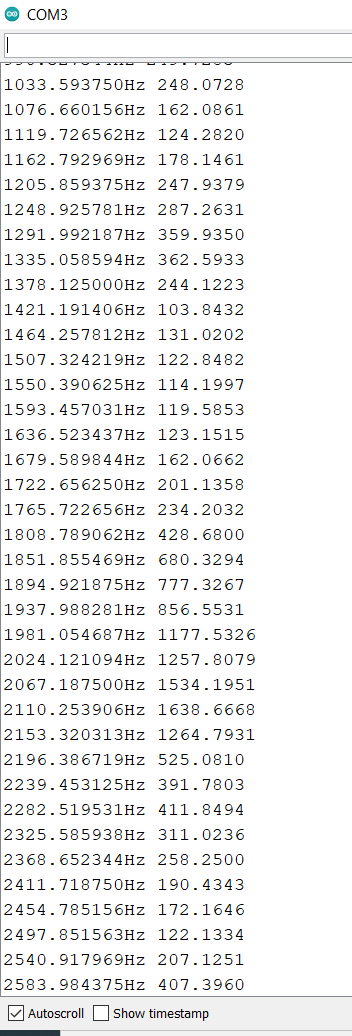 COM3
1033.593750Hz 248.0728
1076.660156Hz 162.0861
1119.726562Hz 124.2820
1162.792969Hz 178.1461
1205.859375Hz 247.9379
1248.925781Hz 287.2631
1291.992187Hz 359.9350
1335.058594Hz 362.5933
1378.125000Hz 244.1223
1421.191406Hz 103.8432
1464.257812Hz 131.0202
1507.324219Hz 122.8482
1550.390625Hz 114.1997
1593.457031Hz 119.5853
1636.523437Hz 123.1515
1679.589844Hz 162.0662
1722.656250Hz 201.1358
1765.722656Hz 234.2032
1808.789062Hz 428.6800
1851.855469Hz 680.3294
1894.921875Hz 777.3267
1937.988281Hz 856.5531
1981.054687Hz 1177.5326
2024.121094Hz 1257.8079
2067.187500Hz 1534.1951
2110.253906Hz 1638.6668
2153.320313Hz 1264.7931
2196.386719Hz 525.0810
2239.453125Hz 391.7803
2282.519531Hz 411.8494
2325.585938Hz 311.0236
2368.652344Hz 258.2500
2411.718750Hz 190.4343
2454.785156Hz 172.1646
2497.851563Hz 122.1334
2540.917969Hz 207.1251
2583.984375Hz 407.3960
Autoscroll Show timestamp